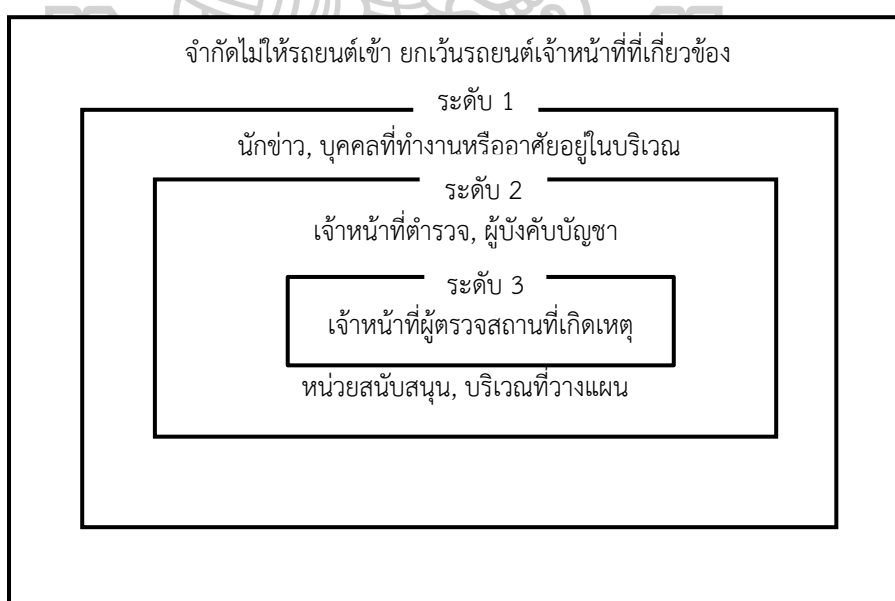 จำกัดไม่ให้รถยนต์เข้า ยกเว้นรถยนต์เจ้าหน้าที่ที่เกี่ยวข้อง
ระดับ 1
นักข่าว, บุคคลที่ทำงานหรืออาศัยอยู่ในบริเวณ
ระดับ 2
เจ้าหน้าที่ตำรวจ, ผู้บังคับบัญชา
ระดับ 3
เจ้าหน้าที่ผู้ตรวจสถานที่เกิดเหตุ
หน่วยสนับสนุน, บริเวณที่วางแผน